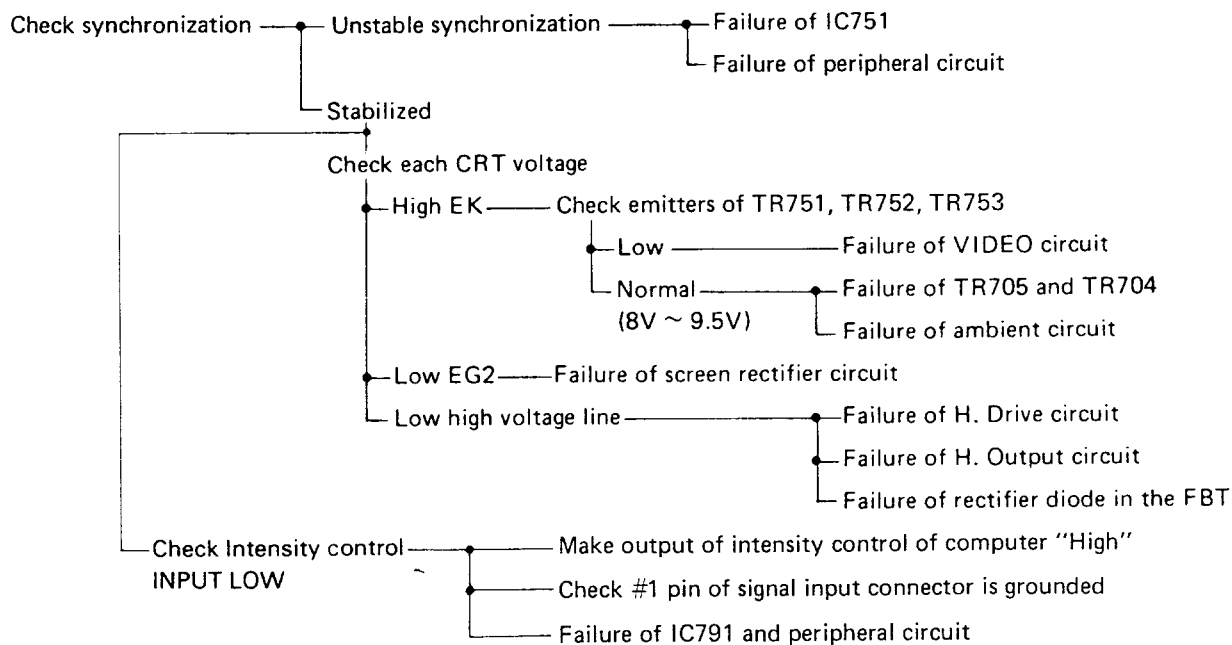 Check synchronization
Unstable synchronization
Failure of IC751
Failure of peripheral circuit
Stabilized
Check each CRT voltage
High EK
Check emitters of TR751, TR752, TR753
Low
Failure of VIDEO circuit
Normal
(8V ~ 9.5V)
Failure of TR705 and TR704
Failure of ambient circuit
Low EG2
Failure of screen rectifier circuit
Low high voltage line
Failure of H. Drive circuit
Failure of H. Output circuit
Failure of rectifier diode in the FBT
Check Intensity control
INPUT LOW
Make output of intensity control of computer "High"
Check #1 pin of signal input connector is grounded
Failure of IC791 and peripheral circuit